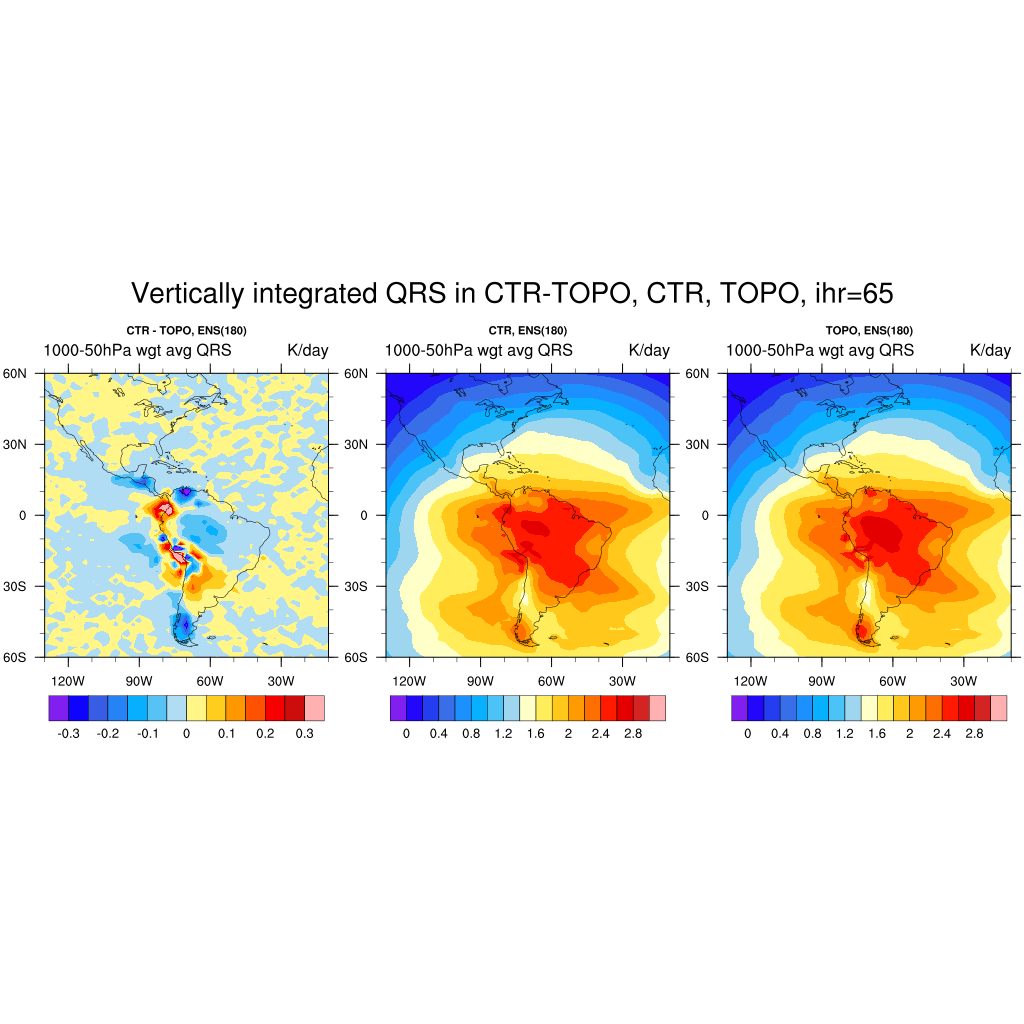 Vertically integrated QRS in CTR-TOPO, CTR, TOPO, ihr=65
CTR - TOPO, ENS(180)
1000-50hPa wgt avg QRS K/day
60N
30N
0
30S
60S
120W 90W 60W 30W
-0.3 -0.2 -0.1 0 0.1 0.2 0.3
CTR, ENS(180)
1000-50hPa wgt avg QRS K/day
60N
30N
0
30S
60S
120W 90W 60W 30W
0 0.4 0.8 1.2 1.6 2 2.4 2.8
TOPO, ENS(180)
1000-50hPa wgt avg QRS K/day
60N
30N
0
30S
60S
120W 90W 60W 30W
0 0.4 0.8 1.2 1.6 2 2.4 2.8